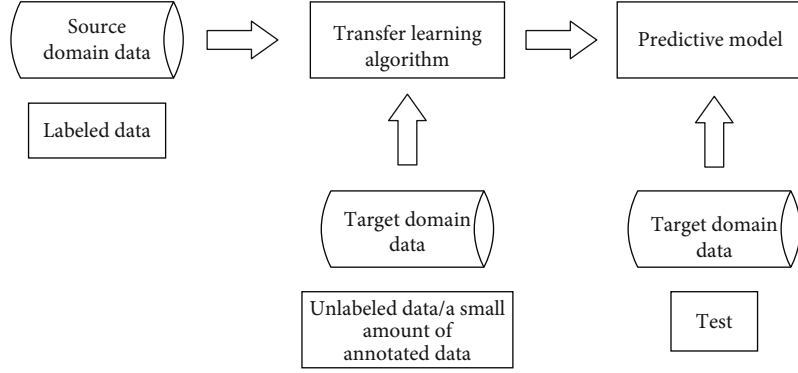 Source
domain data
Labeled data
Transfer learning
algorithm
Predictive model
Target domain
data
Unlabeled data/a small
amount of
annotated data
Target domain
data
Test